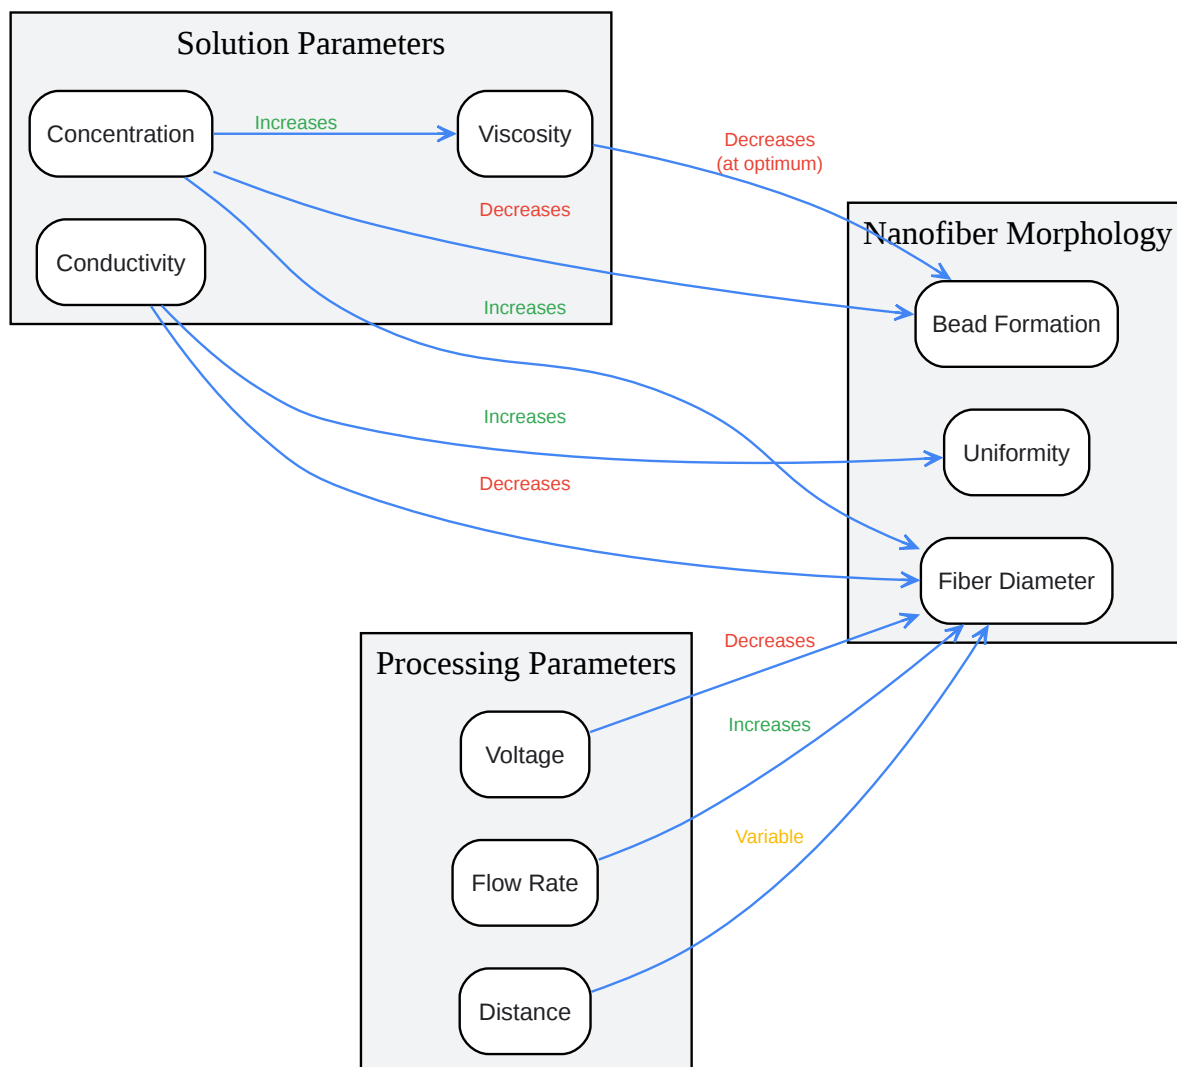 Solution Parameters
Concentration
Increases
Viscosity
Decreases
(at optimum)
Decreases
Conductivity
Increases
Nanofiber Morphology
Bead Formation
Increases
Uniformity
Decreases
Fiber Diameter
Processing Parameters
Decreases
Voltage
Increases
Flow Rate
Variable
Distance